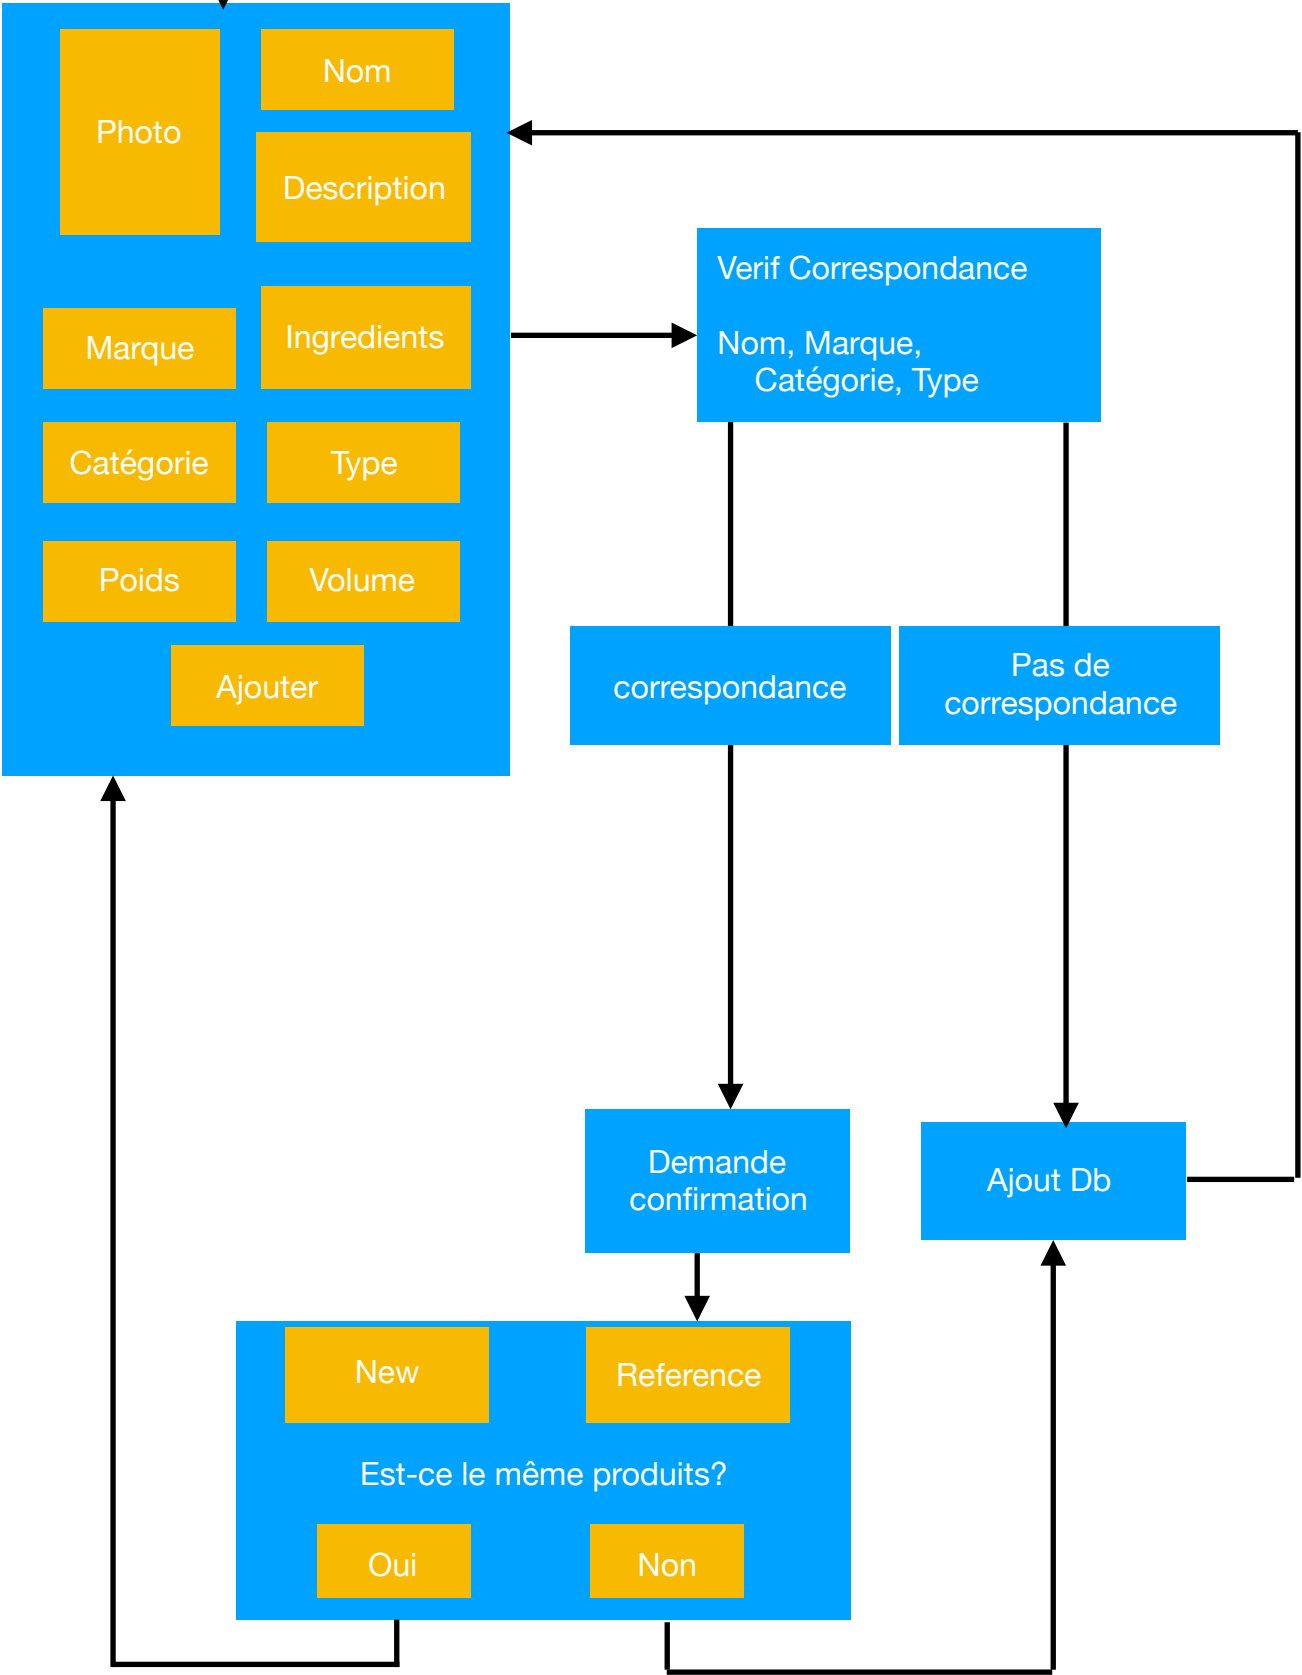 Photo
Nom
Description
Marque
Ingredients
Catégorie
Type
Poids
Volume
Ajouter
Verif Correspondance
Nom, Marque,
Catégorie, Type
correspondance
Pas de
correspondance
Demande
confirmation
Ajout Db
New
Reference
Est-ce le même produits?
Oui
Non